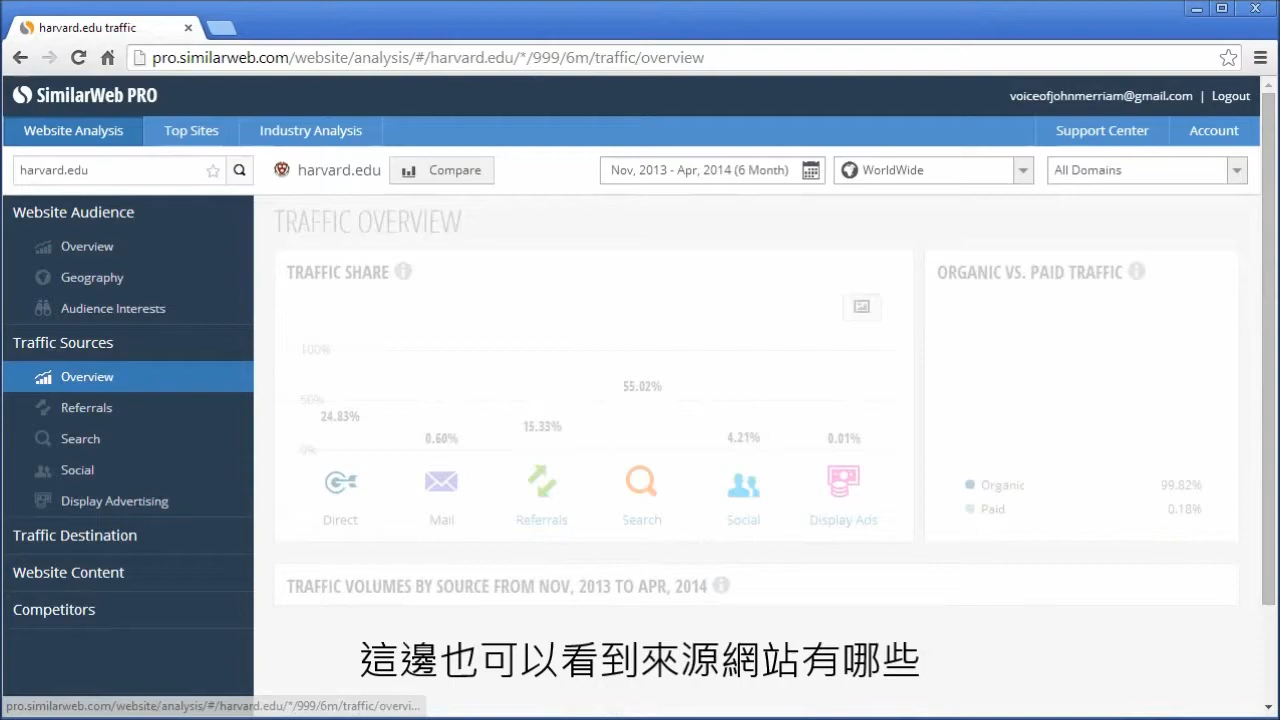 harvard.edu traffic
pro.similarweb.com/website/analysis/#/harvard.edu/*/999/6m/traffic/overview
SimilarWeb PRO
voiceofjohnmerriam@gmail.com | Logout
Website Analysis Top Sites Industry Analysis Support Center Account
harvard.edu harvard.edu Compare Nov, 2013 - Apr, 2014 (6 Month) WorldWide All Domains
Website Audience
Overview
Geography
Audience Interests
Traffic Sources
Overview
Referrals
Search
Social
Display Advertising
Traffic Destination
Website Content
Competitors
TRAFFIC OVERVIEW
TRAFFIC SHARE
100%
50%
0%
24.83% 0.60% 15.33% 55.02% 4.21% 0.01%
Direct Mail Referrals Search Social Display Ads
ORGANIC VS. PAID TRAFFIC
Organic 99.82%
Paid 0.18%
TRAFFIC VOLUMES BY SOURCE FROM NOV, 2013 TO APR, 2014
這邊也可以看到來源網站有哪些
pro.similarweb.com/website/analysis/#/harvard.edu/*/999/6m/traffic/overvi...